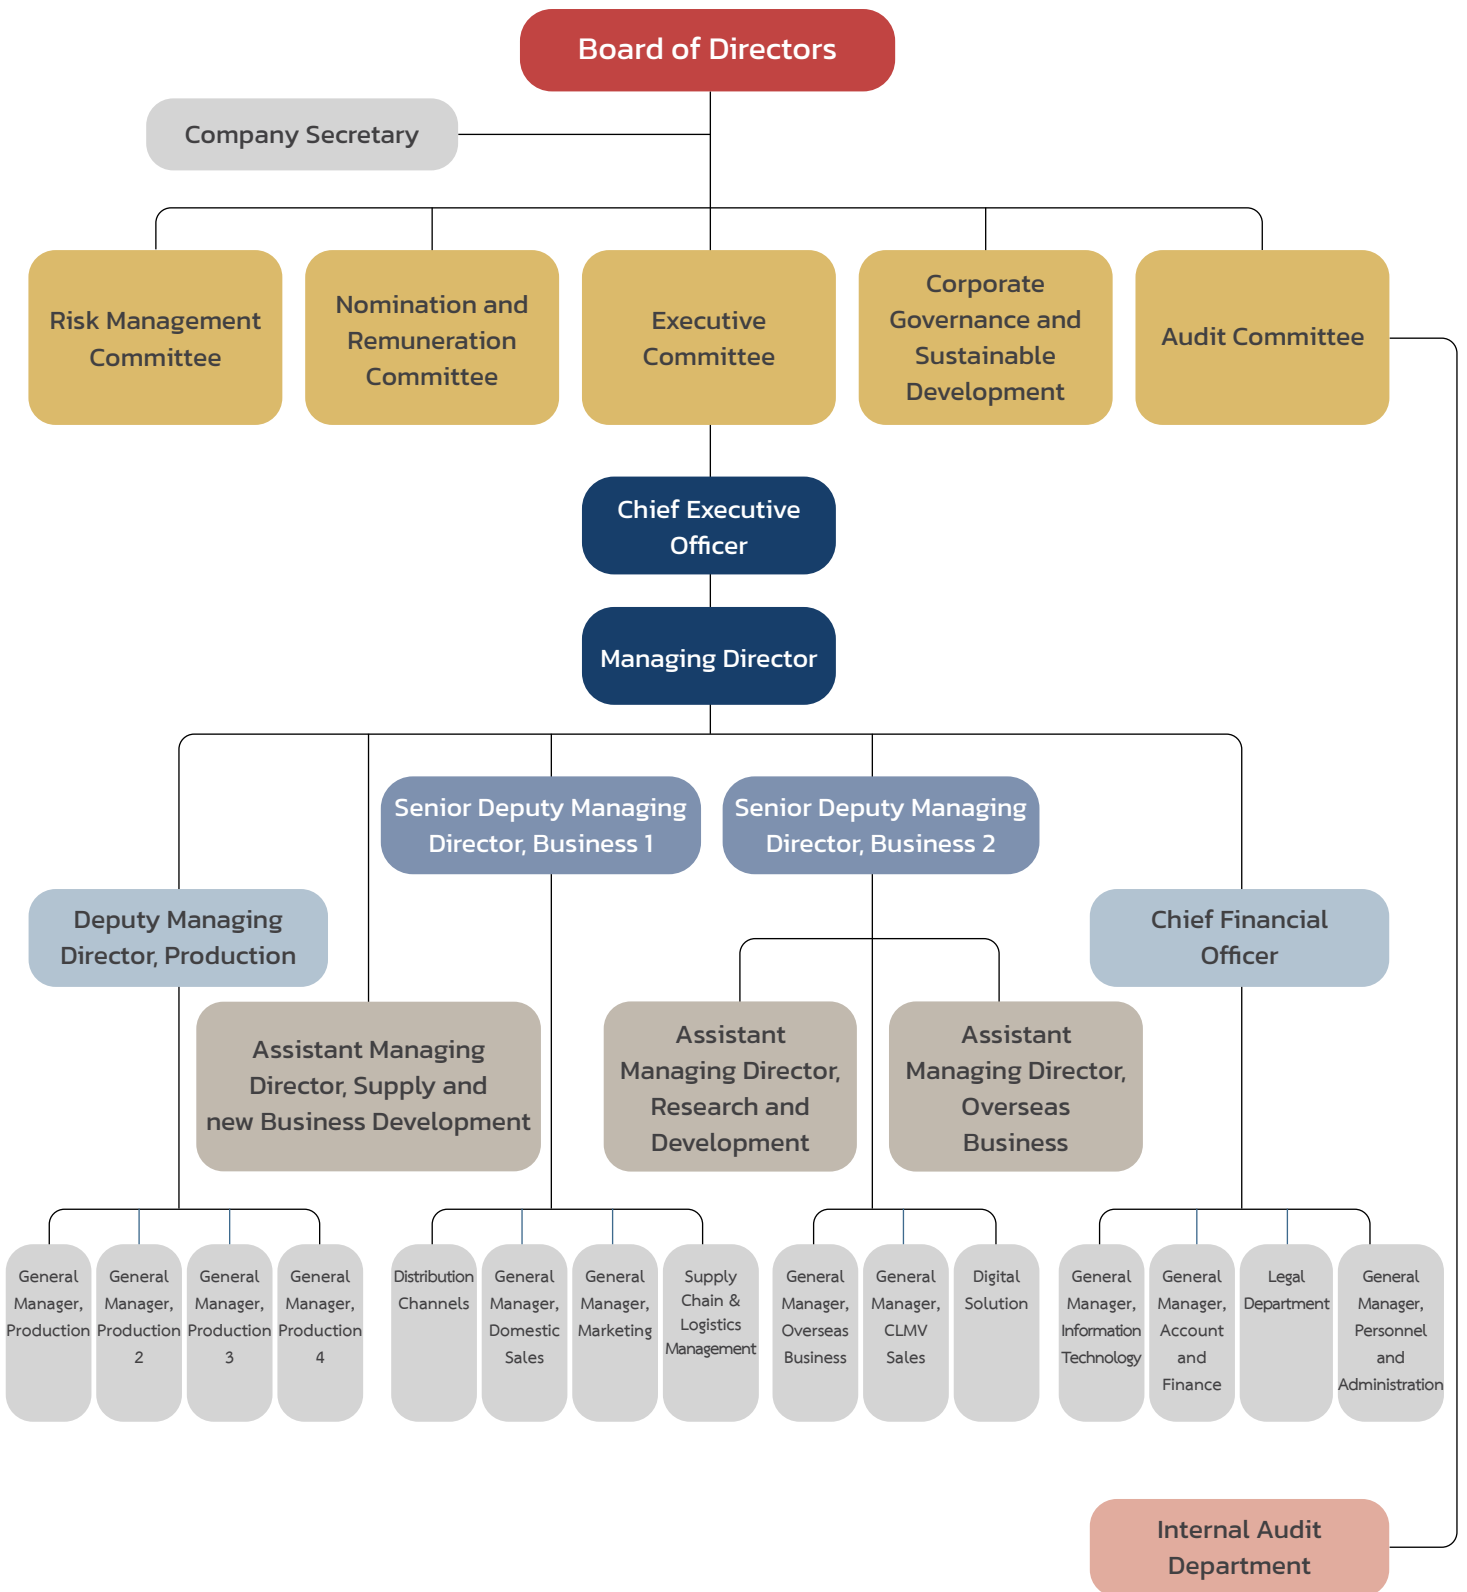 Board of Directors
Company Secretary
Risk Management
Committee
Nomination and
Remuneration
Committee
Executive
Committee
Corporate
Governance and
Sustainable
Development
Audit Committee
Chief Executive
Officer
Managing Director
Senior Deputy Managing
Director, Business 1
Senior Deputy Managing
Director, Business 2
Deputy Managing
Director, Production
Chief Financial
Officer
Assistant Managing
Director, Supply and
new Business Development
Assistant
Managing Director,
Research and
Development
Assistant
Managing Director,
Overseas
Business
General
Manager,
Production
General
Manager,
Production
2
General
Manager,
Production
3
General
Manager,
Production
4
Distribution
Channels
General
Manager,
Domestic
Sales
General
Manager,
Marketing
Supply
Chain &
Logistics
Management
General
Manager,
Overseas
Business
General
Manager,
CLMV
Sales
Digital
Solution
General
Manager,
Information
Technology
General
Manager,
Account
and
Finance
Legal
Department
General
Manager,
Personnel
and
Administration
Internal Audit
Department